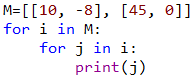 M=[[10, -8], [45, 0]]
for i in M:
    for j in i:
        print(j)